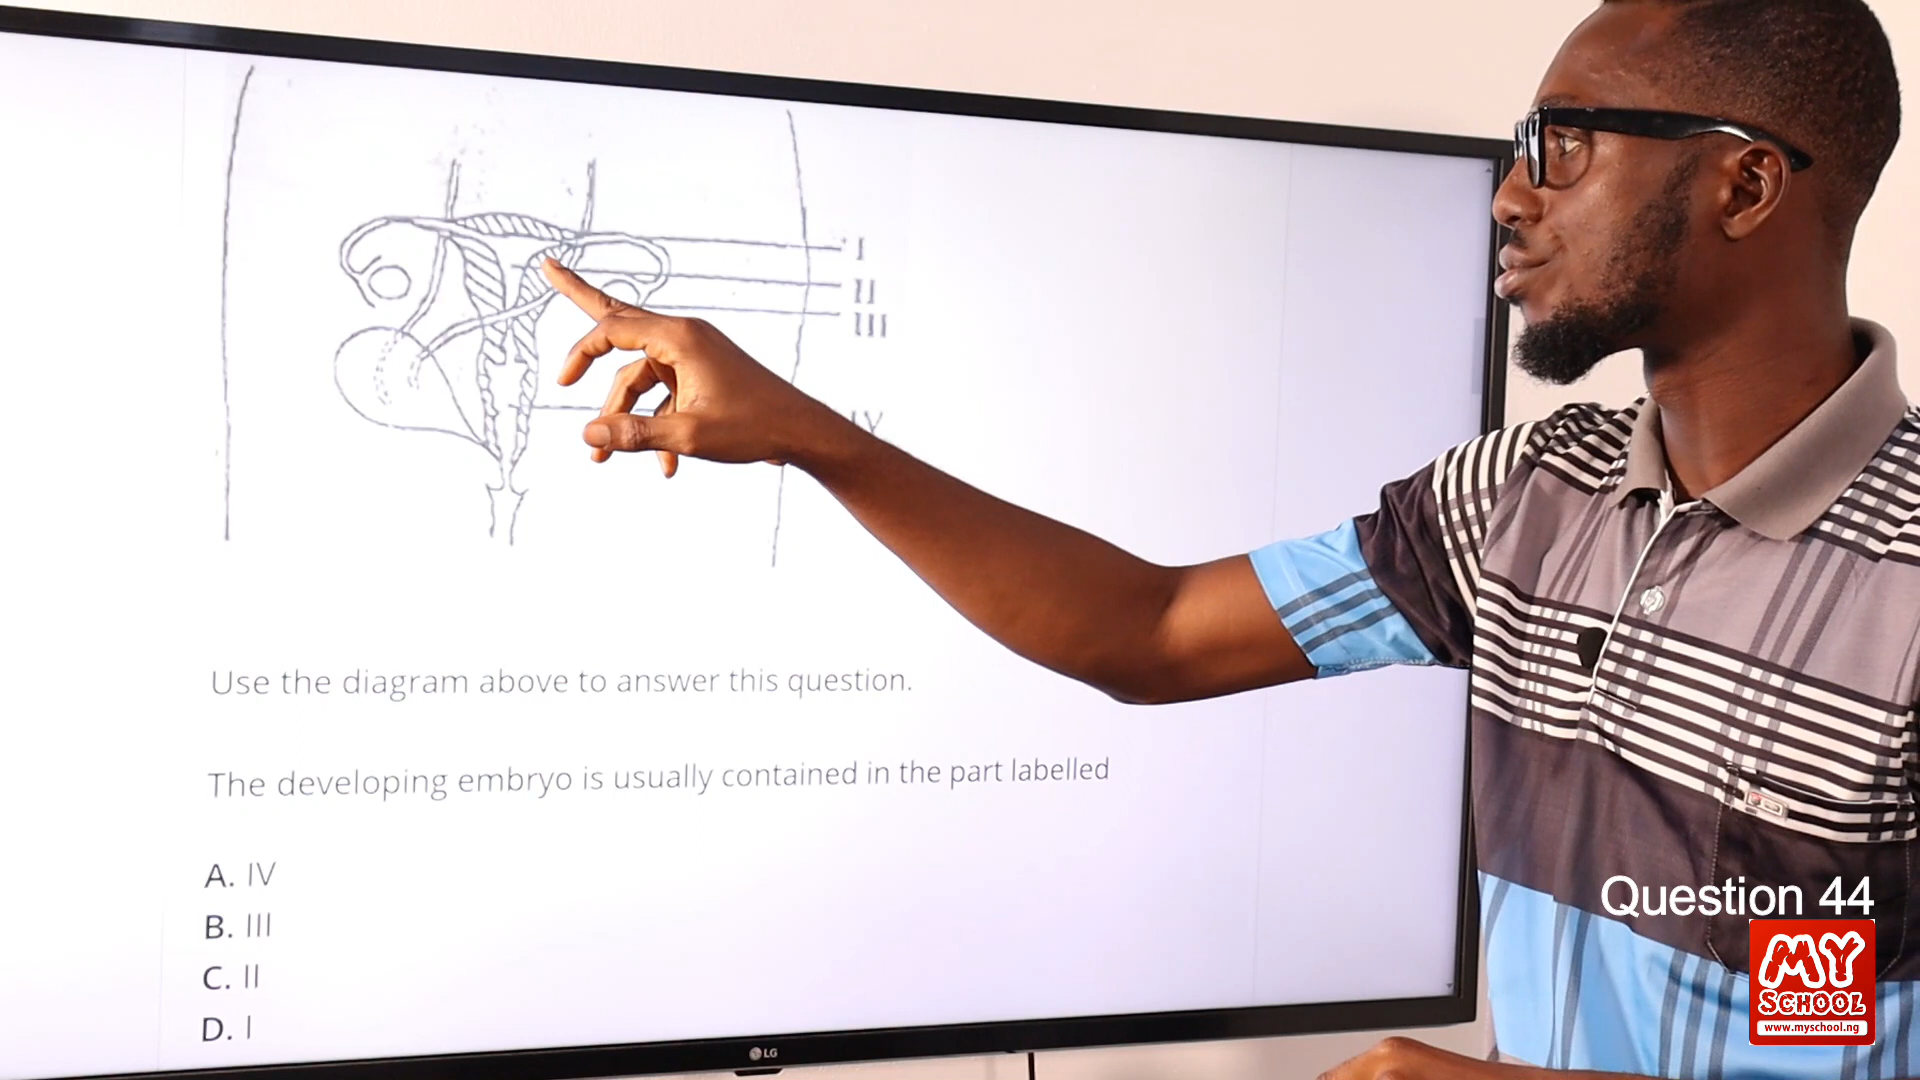 I
II
III
IV
Use the diagram above to answer this question.
The developing embryo is usually contained in the part labelled
A. IV
B. III
C. II
D. I
LG
Question 44
MY
SCHOOL
www.myschool.ng